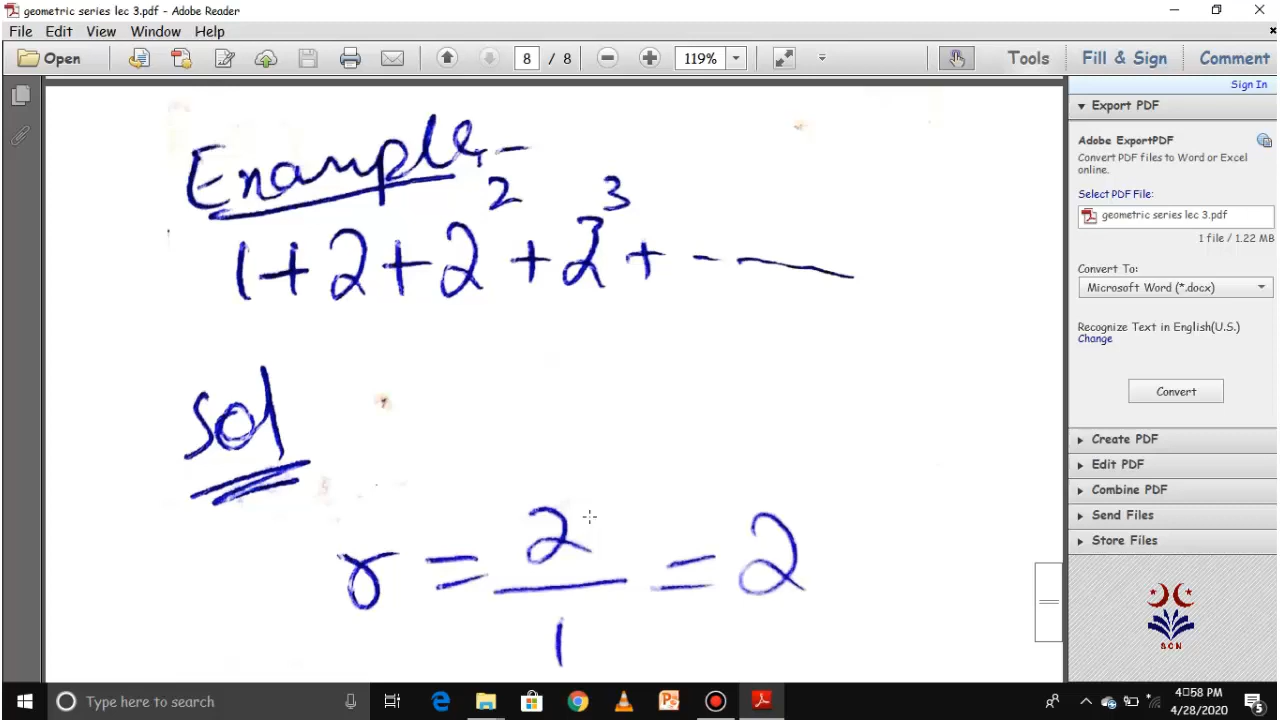 geometric series lec 3.pdf - Adobe Reader
File Edit View Window Help
Open 8 / 8 119% Tools Fill & Sign Comment
Sign In
Export PDF
Adobe ExportPDF
Convert PDF files to Word or Excel
online.
Select PDF File:
geometric series lec 3.pdf
1 file / 1.22 MB
Convert To:
Microsoft Word (*.docx)
Recognize Text in English(U.S.)
Change
Convert
Create PDF
Edit PDF
Combine PDF
Send Files
Store Files
Example:-
1+2+2² +2³+-----
Sol
r = 2/1 = 2
SCN
Type here to search
4:58 PM
4/28/2020
5